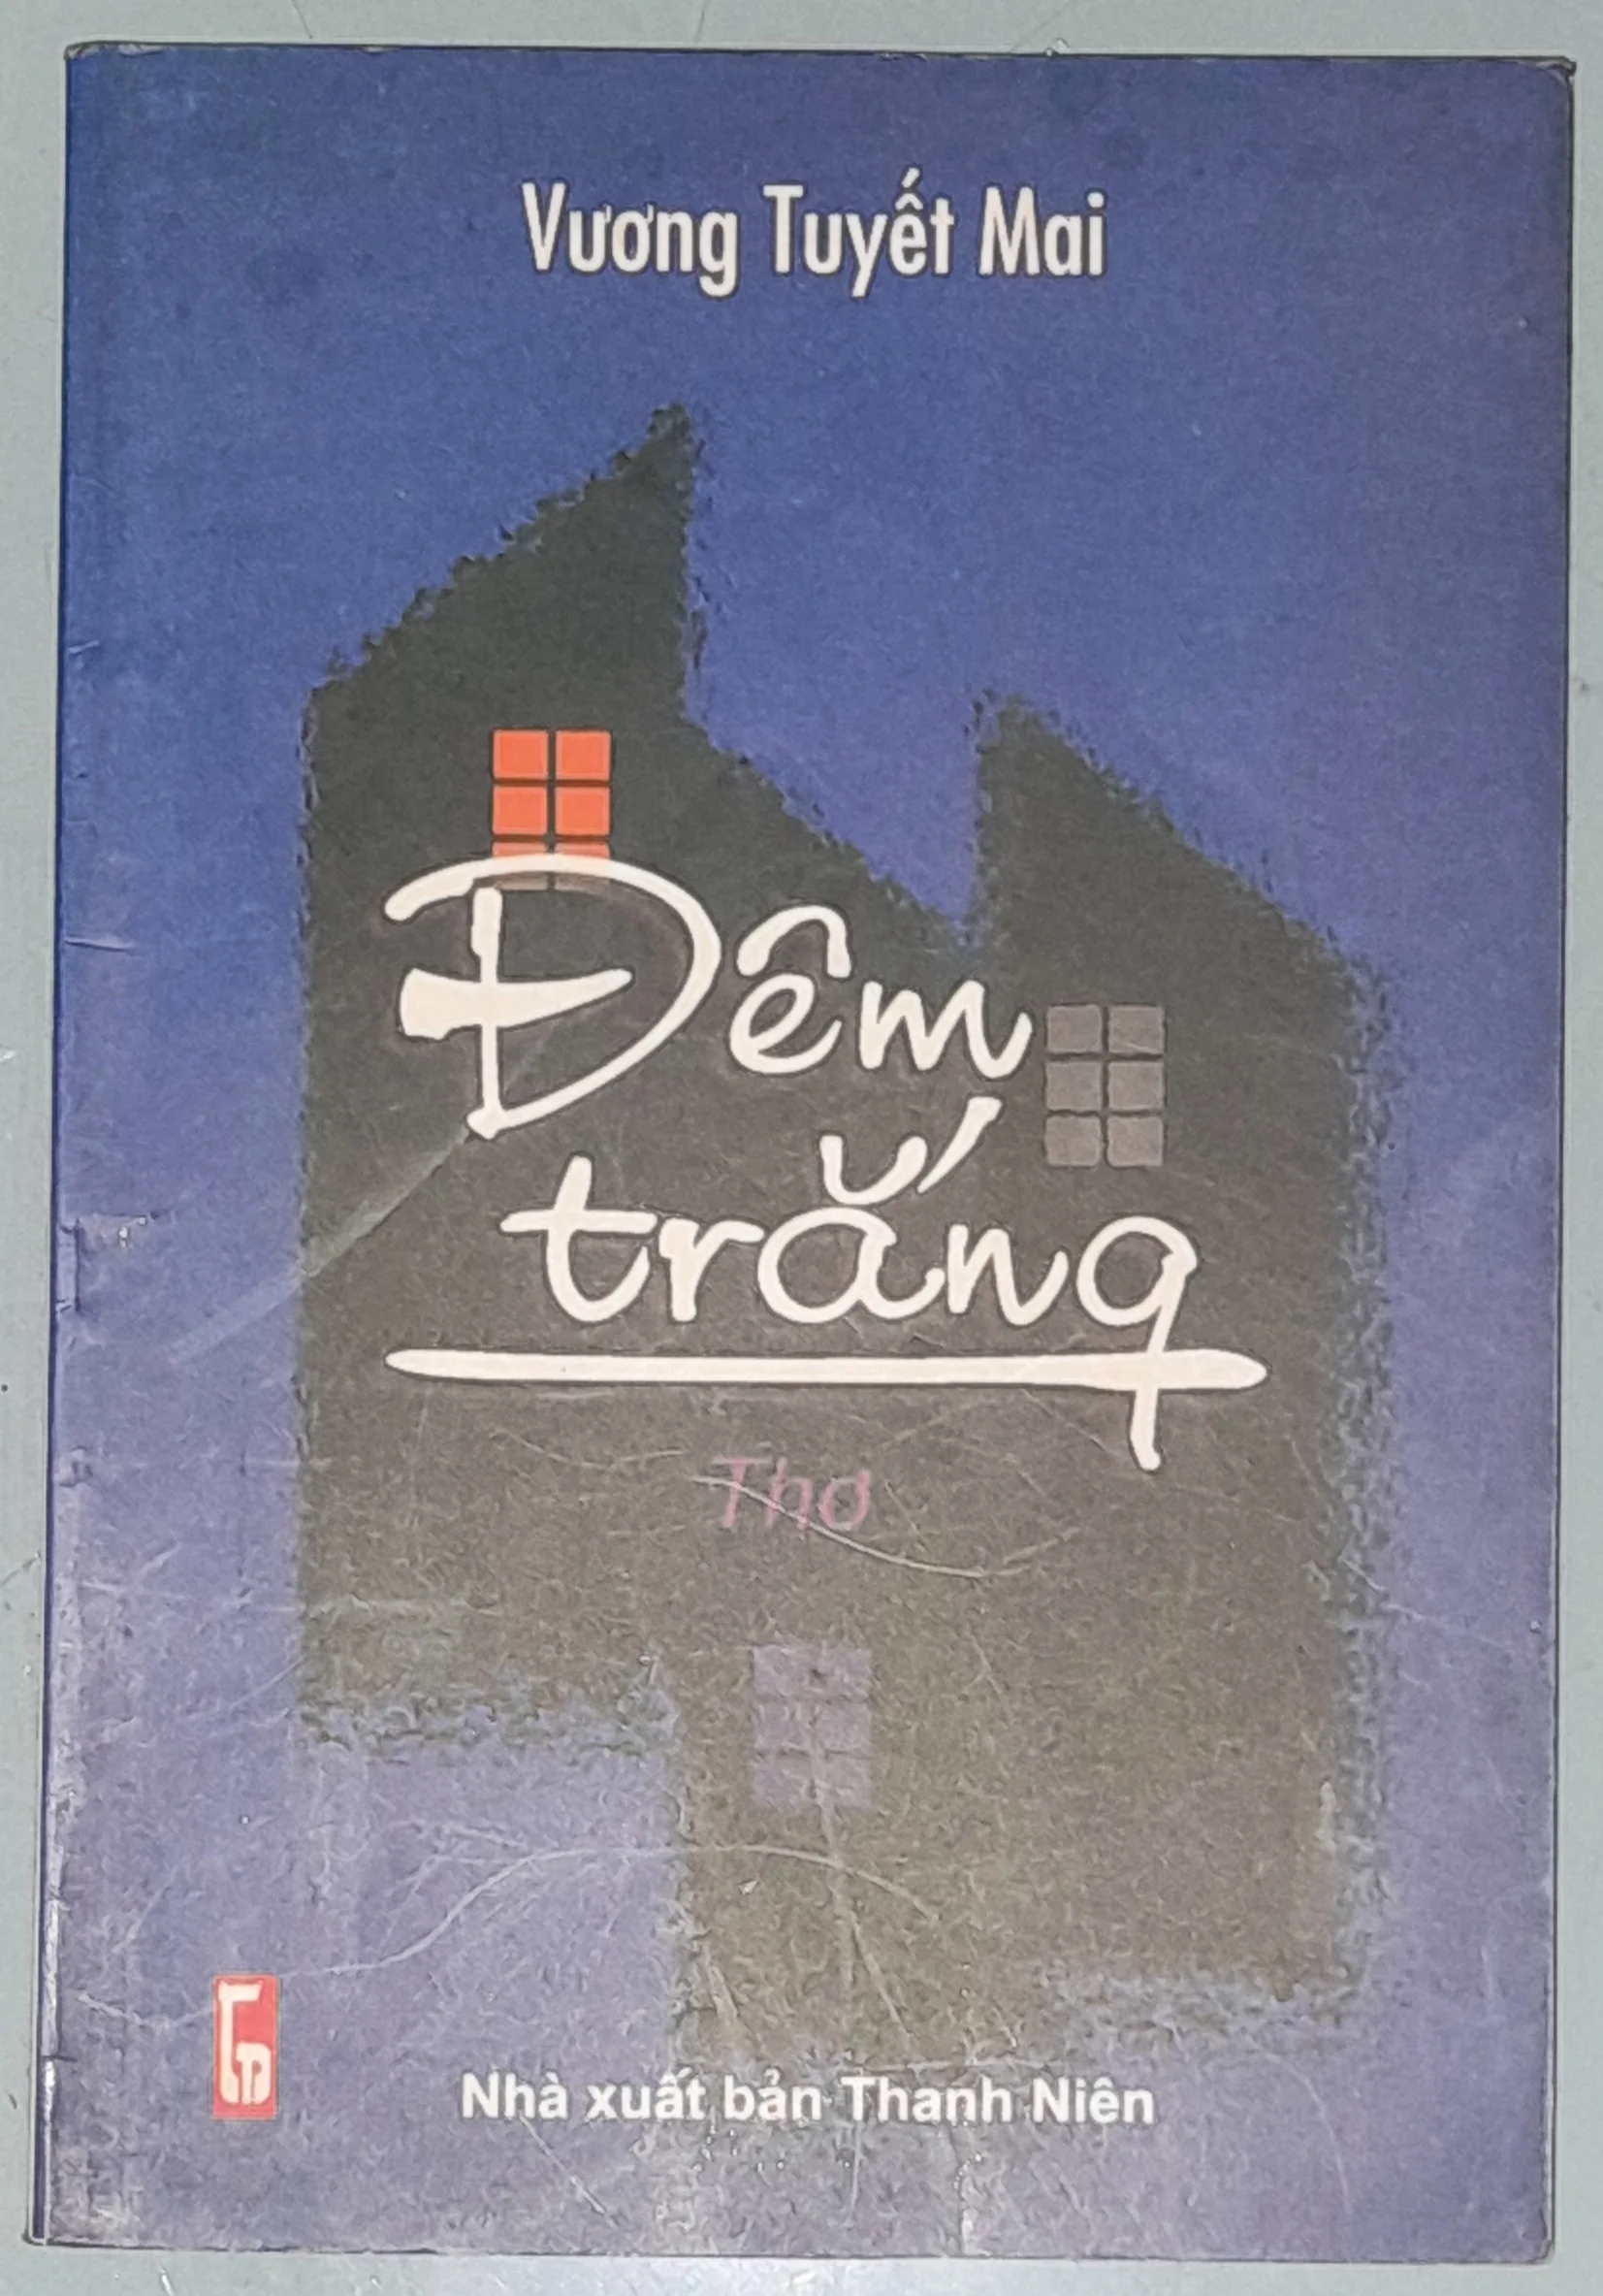 Vương Tuyết Mai
Đêm
trắng
Thơ
Nhà xuất bản Thanh Niên